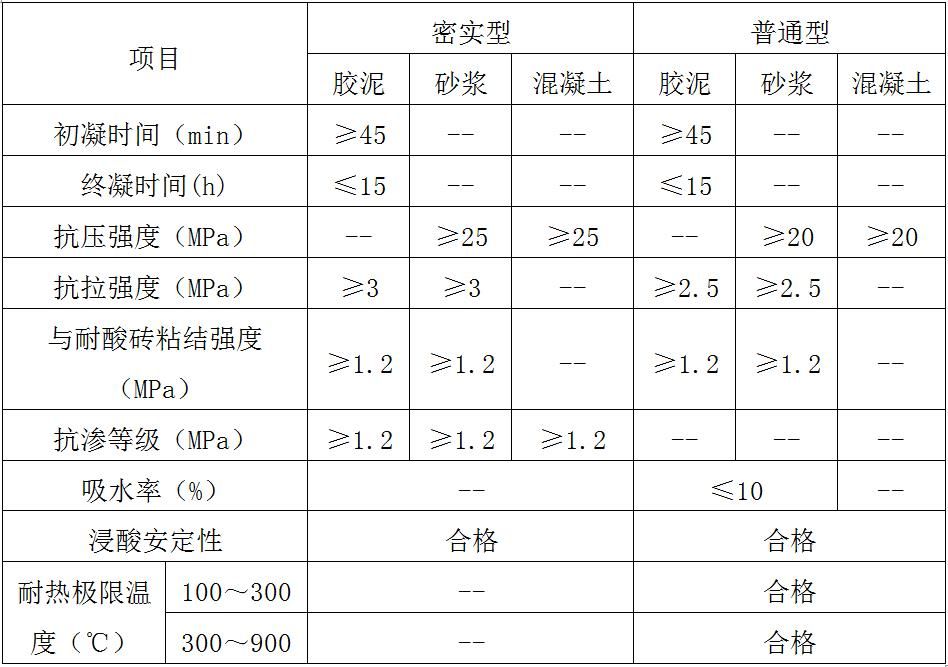 项目 密实型 普通型
胶泥 砂浆 混凝土 胶泥 砂浆 混凝土
初凝时间（min） ≥45 -- -- ≥45 -- --
终凝时间(h) ≤15 -- -- ≤15 -- --
抗压强度（MPa） -- ≥25 ≥25 -- ≥20 ≥20
抗拉强度（MPa） ≥3 ≥3 -- ≥2.5 ≥2.5 --
与耐酸砖粘结强度
（MPa） ≥1.2 ≥1.2 -- ≥1.2 ≥1.2 --
抗渗等级（MPa） ≥1.2 ≥1.2 ≥1.2 -- -- --
吸水率（%） -- ≤10 --
浸酸安定性 合格 合格
耐热极限温 100～300 -- 合格
度（℃） 300～900 -- 合格